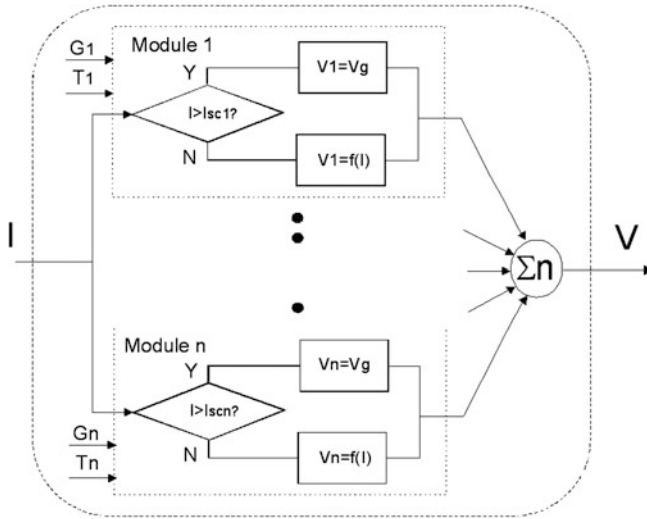 G1
T1
Module 1
Y
V1=Vg
I>Isc1?
N
V1=f(I)
I
Σn
V
Module n
Y
Vn=Vg
I>Iscn?
N
Vn=f(I)
Gn
Tn